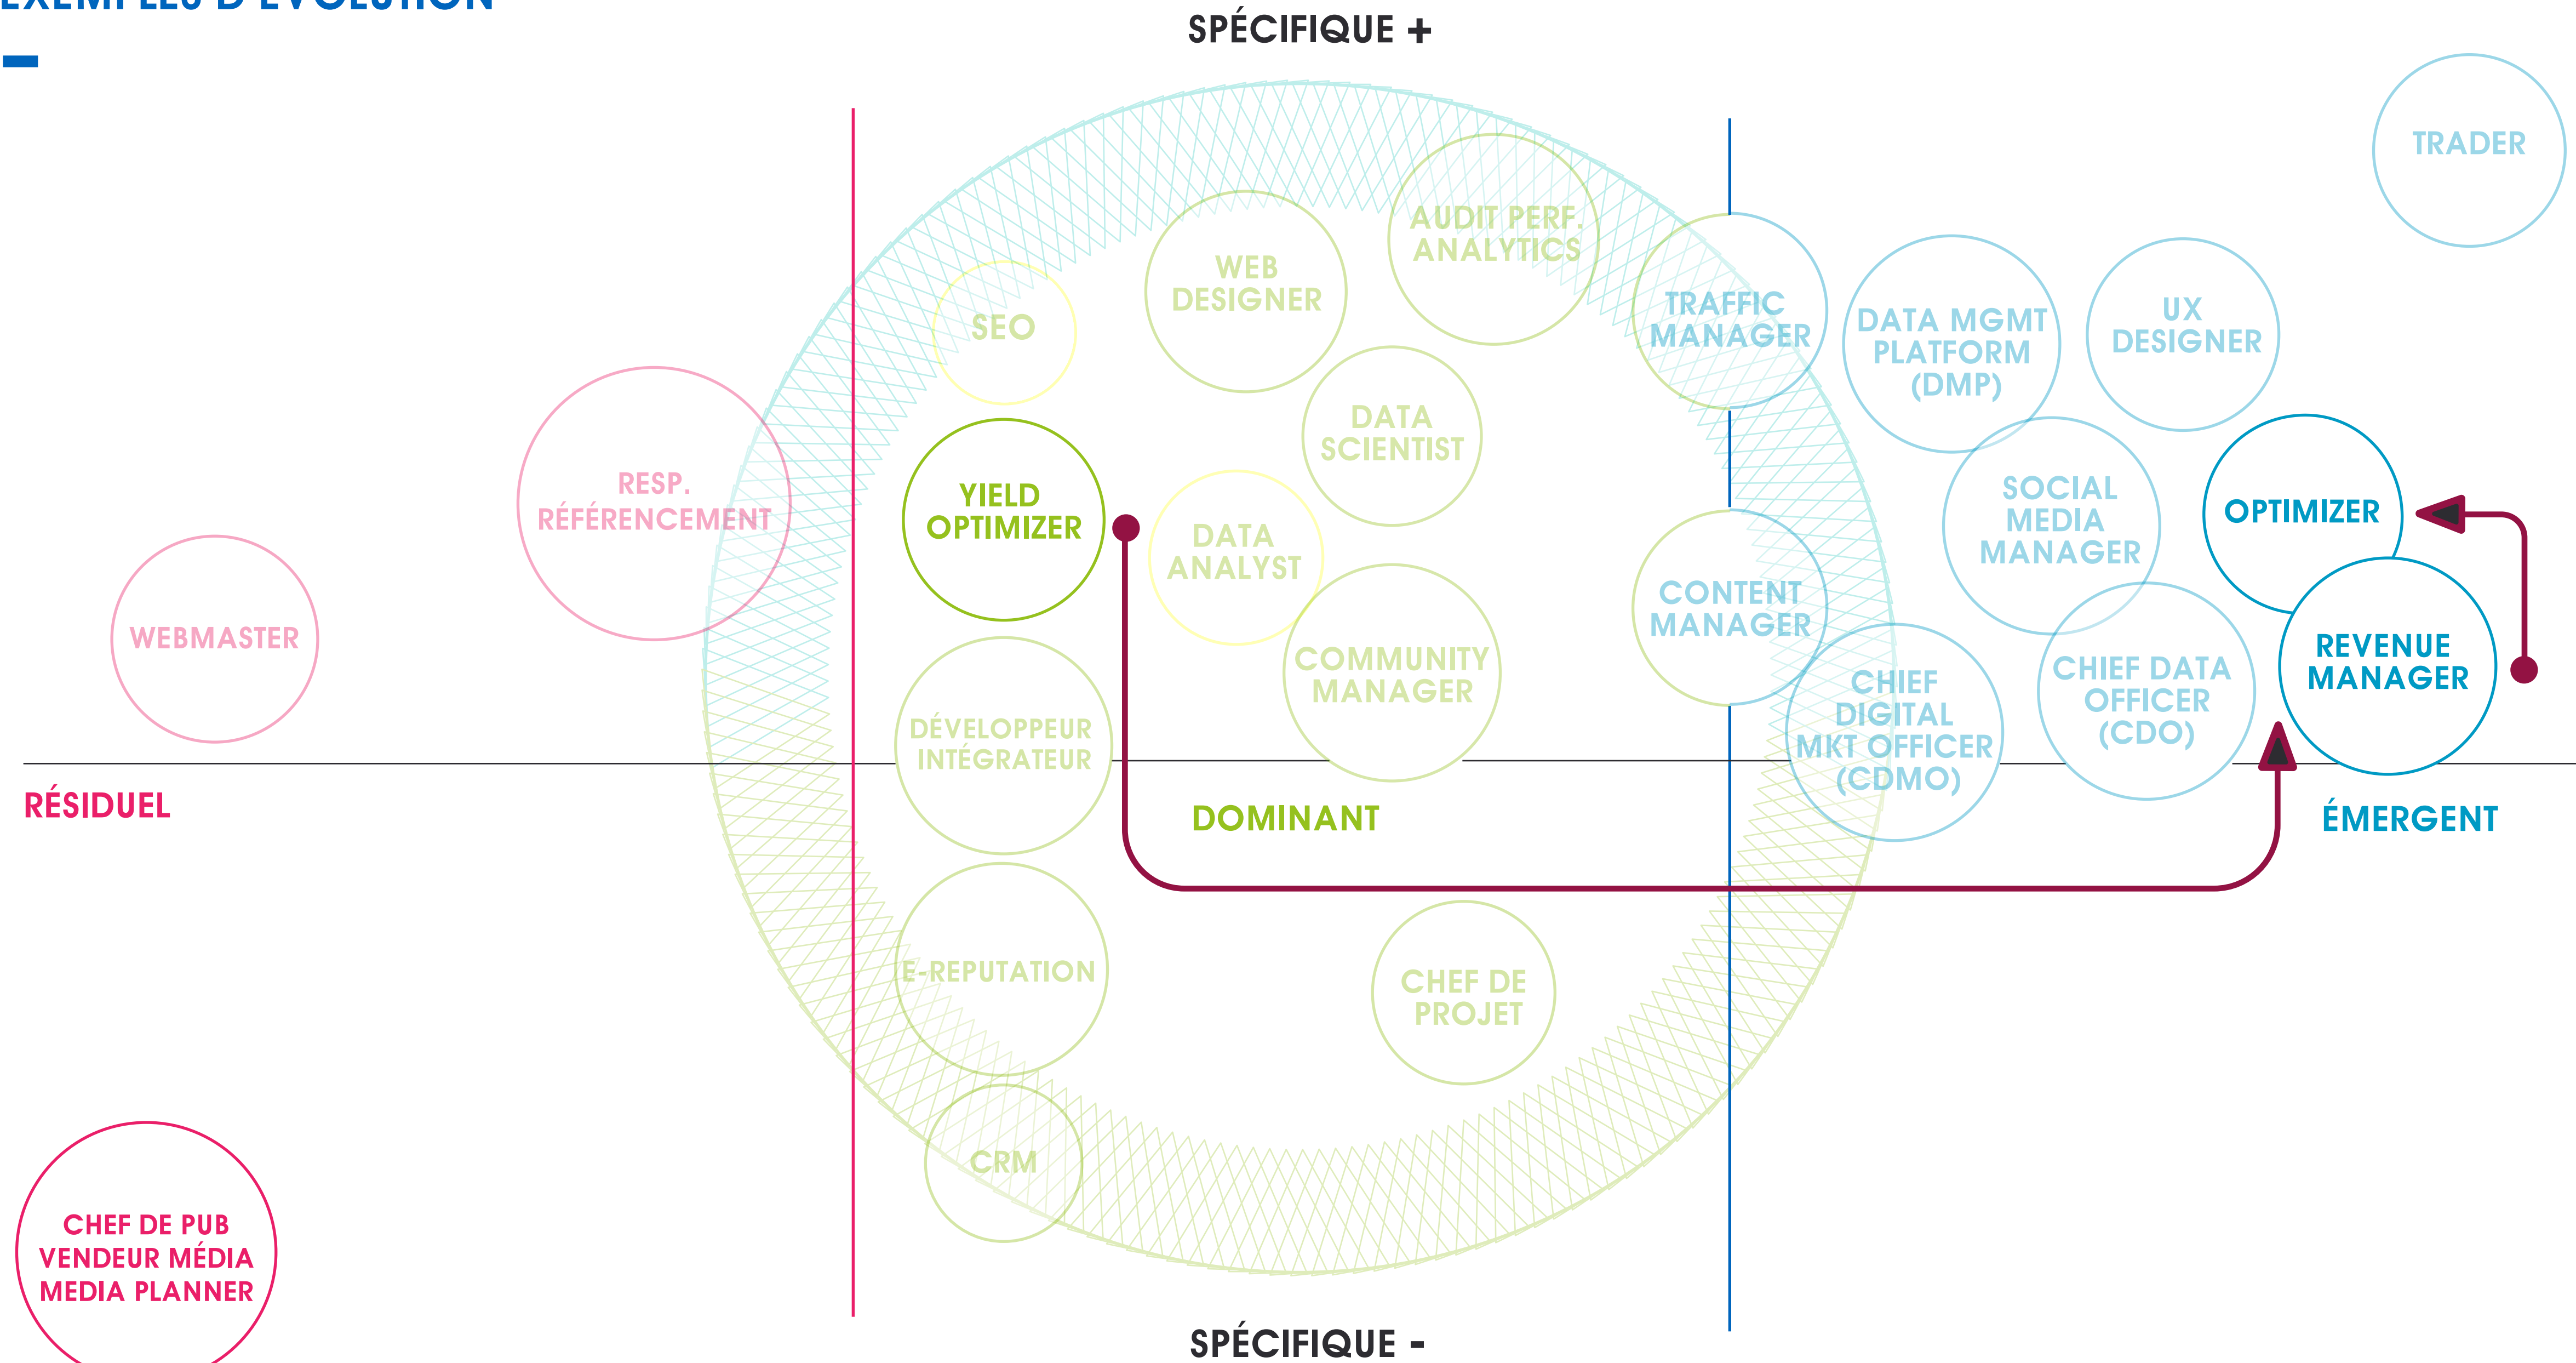 EXEMPLES D'ÉVOLUTION
SPÉCIFIQUE +
TRADER
AUDIT PERF.
ANALYTICS
WEB
DESIGNER
SEO
TRAFFIC
MANAGER
DATA MGMT
PLATFORM
(DMP)
UX
DESIGNER
DATA
SCIENTIST
RESP.
RÉFÉRENCEMENT
YIELD
OPTIMIZER
DATA
ANALYST
SOCIAL
MEDIA
MANAGER
OPTIMIZER
WEBMASTER
CONTENT
MANAGER
COMMUNITY
MANAGER
REVENUE
MANAGER
CHIEF DATA
OFFICER
(CDO)
CHIEF
DIGITAL
MKT OFFICER
(CDMO)
DÉVELOPPEUR
INTÉGRATEUR
RÉSIDUEL
DOMINANT
ÉMERGENT
E-REPUTATION
CHEF DE
PROJET
CRM
CHEF DE PUB
VENDEUR MÉDIA
MEDIA PLANNER
SPÉCIFIQUE -